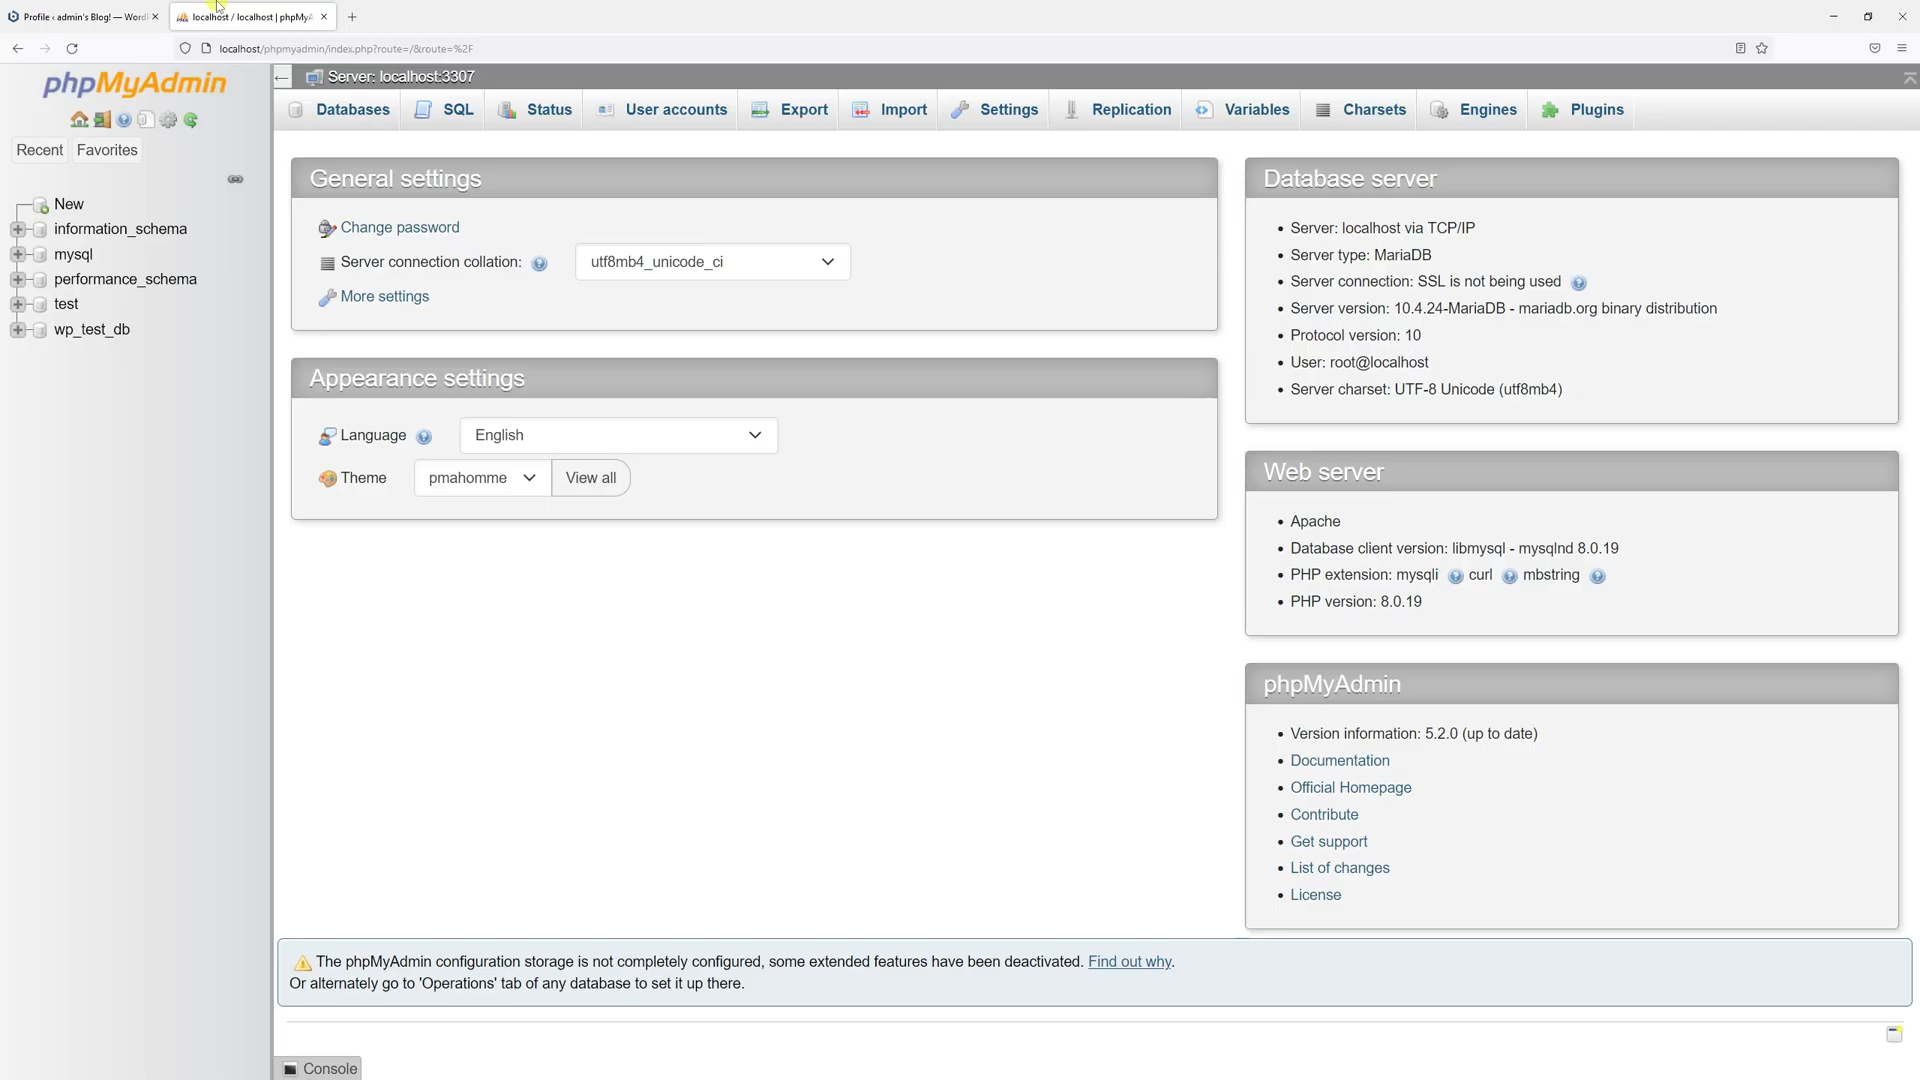 Profile ‹ admin's Blog! — Word
localhost / localhost | phpMyA
localhost/phpmyadmin/index.php?route=/&route=%2F
phpMyAdmin
Recent
Favorites
New
information_schema
mysql
performance_schema
test
wp_test_db
Server: localhost:3307
Databases
SQL
Status
User accounts
Export
Import
Settings
Replication
Variables
Charsets
Engines
Plugins
General settings
Change password
Server connection collation:
utf8mb4_unicode_ci
More settings
Appearance settings
Language
English
Theme
pmahomme
View all
Database server
Server: localhost via TCP/IP
Server type: MariaDB
Server connection: SSL is not being used
Server version: 10.4.24-MariaDB - mariadb.org binary distribution
Protocol version: 10
User: root@localhost
Server charset: UTF-8 Unicode (utf8mb4)
Web server
Apache
Database client version: libmysql - mysqlnd 8.0.19
PHP extension: mysqli curl mbstring
PHP version: 8.0.19
phpMyAdmin
Version information: 5.2.0 (up to date)
Documentation
Official Homepage
Contribute
Get support
List of changes
License
The phpMyAdmin configuration storage is not completely configured, some extended features have been deactivated. Find out why.
Or alternately go to 'Operations' tab of any database to set it up there.
Console